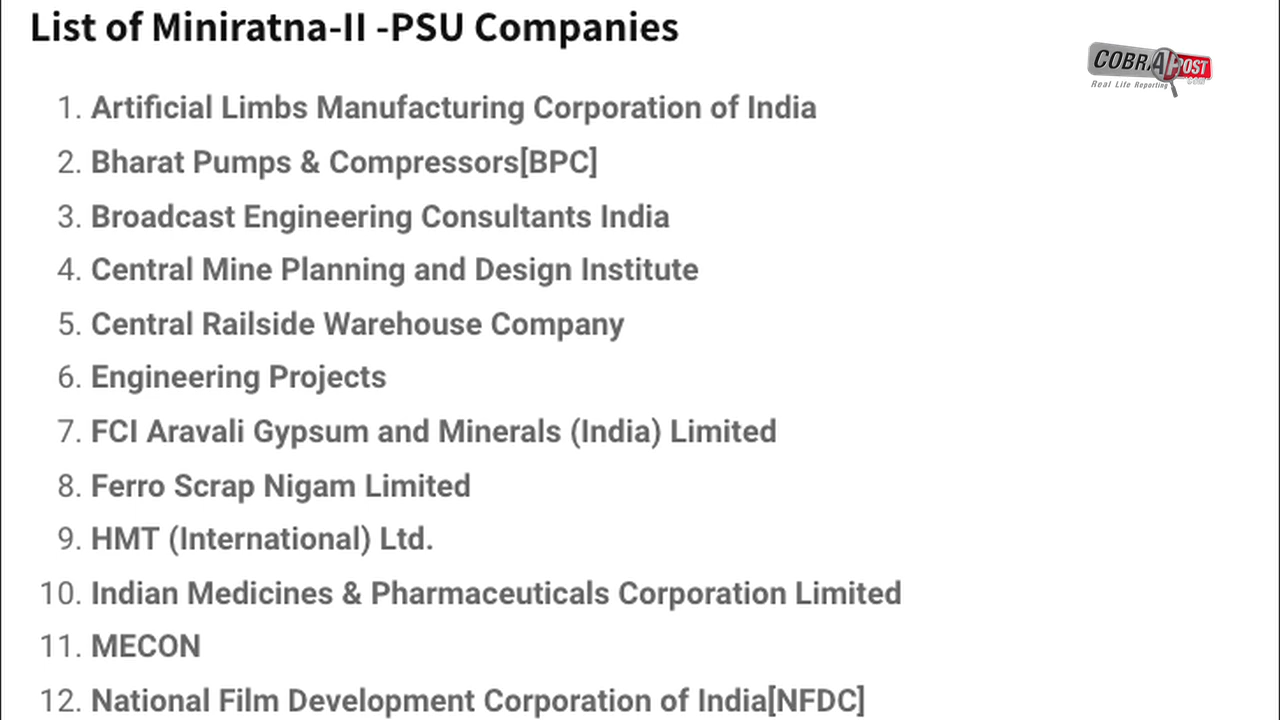 List of Miniratna-II -PSU Companies
COBRAPOST
.COM
Real Life Reporting
1. Artificial Limbs Manufacturing Corporation of India
2. Bharat Pumps & Compressors[BPC]
3. Broadcast Engineering Consultants India
4. Central Mine Planning and Design Institute
5. Central Railside Warehouse Company
6. Engineering Projects
7. FCI Aravali Gypsum and Minerals (India) Limited
8. Ferro Scrap Nigam Limited
9. HMT (International) Ltd.
10. Indian Medicines & Pharmaceuticals Corporation Limited
11. MECON
12. National Film Development Corporation of India[NFDC]